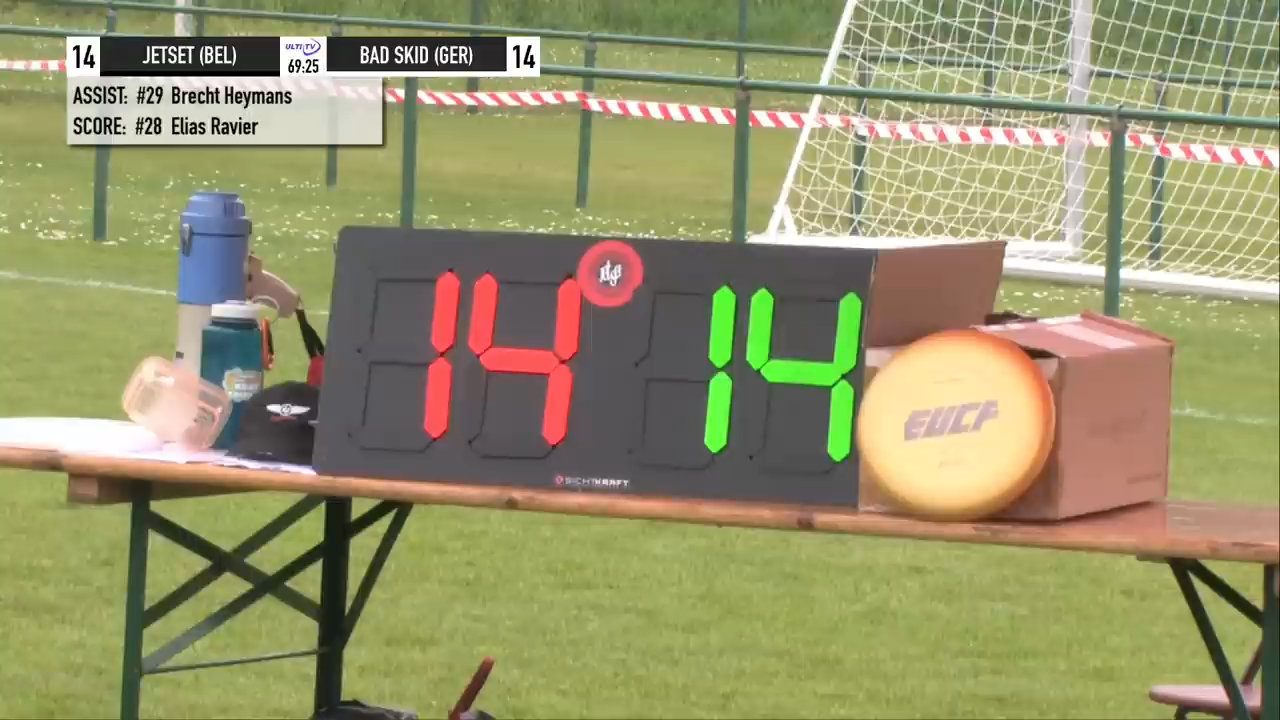 14 JETSET (BEL) ULTI TV 69:25 BAD SKID (GER) 14
ASSIST: #29 Brecht Heymans
SCORE: #28 Elias Ravier
14 14
EUCF
SICHTKRAFT